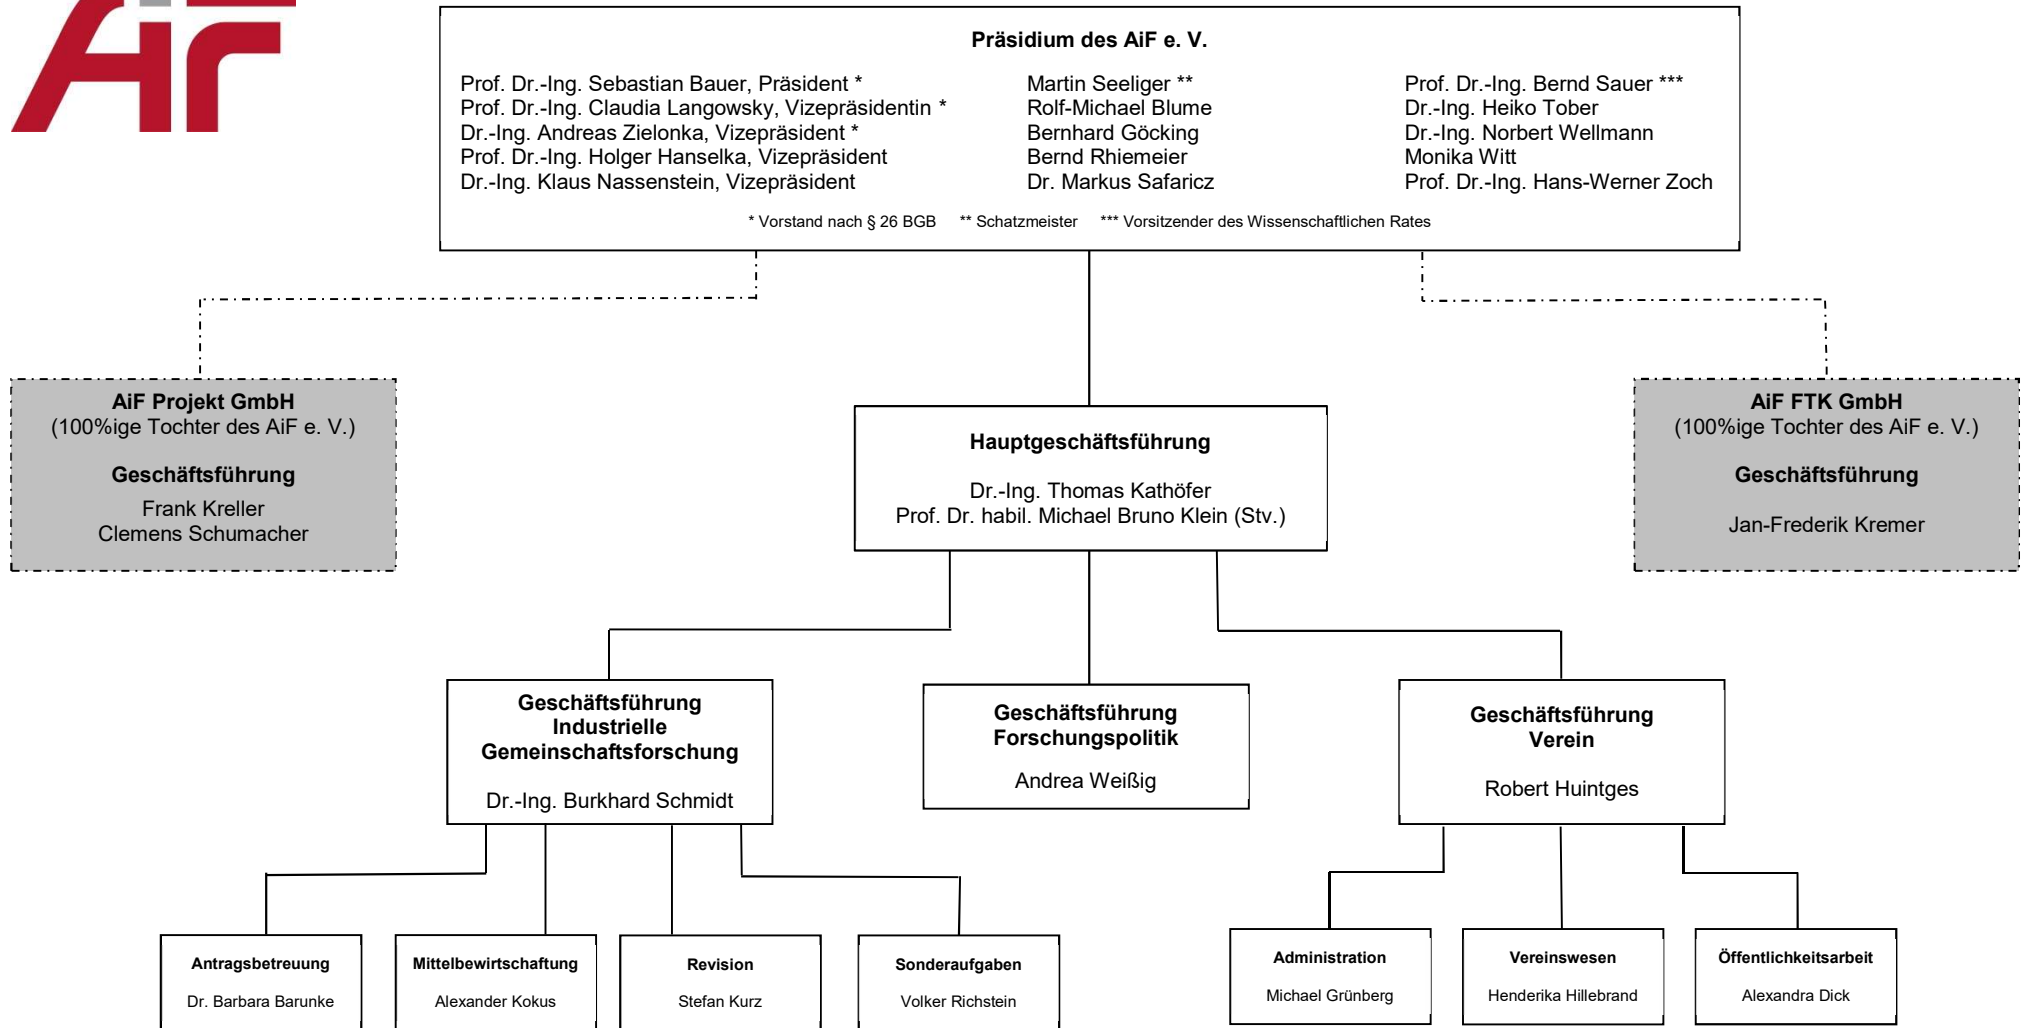 AiF
Präsidium des AiF e. V.
Prof. Dr.-Ing. Sebastian Bauer, Präsident *
Prof. Dr.-Ing. Claudia Langowsky, Vizepräsidentin *
Dr.-Ing. Andreas Zielonka, Vizepräsident *
Prof. Dr.-Ing. Holger Hanselka, Vizepräsident
Dr.-Ing. Klaus Nassenstein, Vizepräsident
Martin Seeliger **
Rolf-Michael Blume
Bernhard Göcking
Bernd Rhiemeier
Dr. Markus Safaricz
Prof. Dr.-Ing. Bernd Sauer ***
Dr.-Ing. Heiko Tober
Dr.-Ing. Norbert Wellmann
Monika Witt
Prof. Dr.-Ing. Hans-Werner Zoch
* Vorstand nach § 26 BGB ** Schatzmeister *** Vorsitzender des Wissenschaftlichen Rates
AiF Projekt GmbH
(100%ige Tochter des AiF e. V.)
Geschäftsführung
Frank Kreller
Clemens Schumacher
Hauptgeschäftsführung
Dr.-Ing. Thomas Kathöfer
Prof. Dr. habil. Michael Bruno Klein (Stv.)
AiF FTK GmbH
(100%ige Tochter des AiF e. V.)
Geschäftsführung
Jan-Frederik Kremer
Geschäftsführung
Industrielle
Gemeinschaftsforschung
Dr.-Ing. Burkhard Schmidt
Geschäftsführung
Forschungspolitik
Andrea Weißig
Geschäftsführung
Verein
Robert Huintges
Antragsbetreuung
Dr. Barbara Barunke
Mittelbewirtschaftung
Alexander Kokus
Revision
Stefan Kurz
Sonderaufgaben
Volker Richstein
Administration
Michael Grünberg
Vereinswesen
Henderika Hillebrand
Öffentlichkeitsarbeit
Alexandra Dick